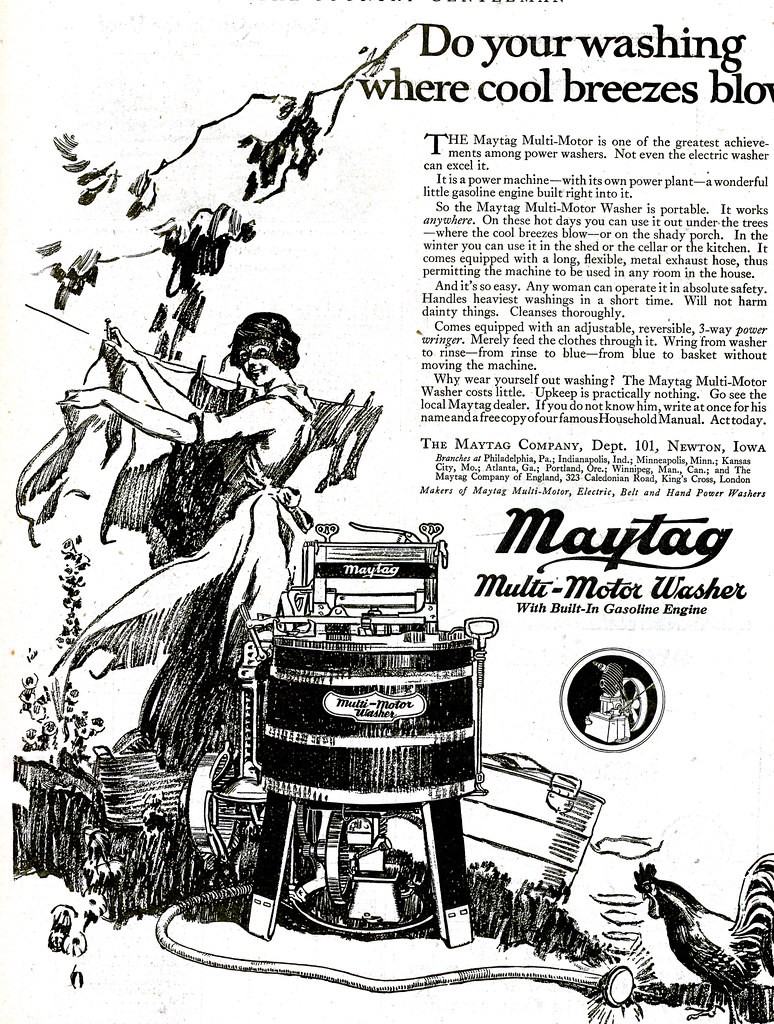 THE COUNTRY GENTLEMAN
Do your washing
where cool breezes blow
THE Maytag Multi-Motor is one of the greatest achieve-
ments among power washers. Not even the electric washer
can excel it.
It is a power machine—with its own power plant—a wonderful
little gasoline engine built right into it.
So the Maytag Multi-Motor Washer is portable. It works
anywhere. On these hot days you can use it out under the trees
—where the cool breezes blow—or on the shady porch. In the
winter you can use it in the shed or the cellar or the kitchen. It
comes equipped with a long, flexible, metal exhaust hose, thus
permitting the machine to be used in any room in the house.
And it's so easy. Any woman can operate it in absolute safety.
Handles heaviest washings in a short time. Will not harm
dainty things. Cleanses thoroughly.
Comes equipped with an adjustable, reversible, 3-way power
wringer. Merely feed the clothes through it. Wring from washer
to rinse—from rinse to blue—from blue to basket without
moving the machine.
Why wear yourself out washing? The Maytag Multi-Motor
Washer costs little. Upkeep is practically nothing. Go see the
local Maytag dealer. If you do not know him, write at once for his
name and a free copy of our famous Household Manual. Act today.
THE MAYTAG COMPANY, Dept. 101, NEWTON, IOWA
Branches at Philadelphia, Pa.; Indianapolis, Ind.; Minneapolis, Minn.; Kansas
City, Mo.; Atlanta, Ga.; Portland, Ore.; Winnipeg, Man., Can.; and The
Maytag Company of England, 323 Caledonian Road, King's Cross, London
Makers of Maytag Multi-Motor, Electric, Belt and Hand Power Washers
Maytag
Multi-Motor Washer
With Built-In Gasoline Engine
Maytag
Multi-Motor
Washer